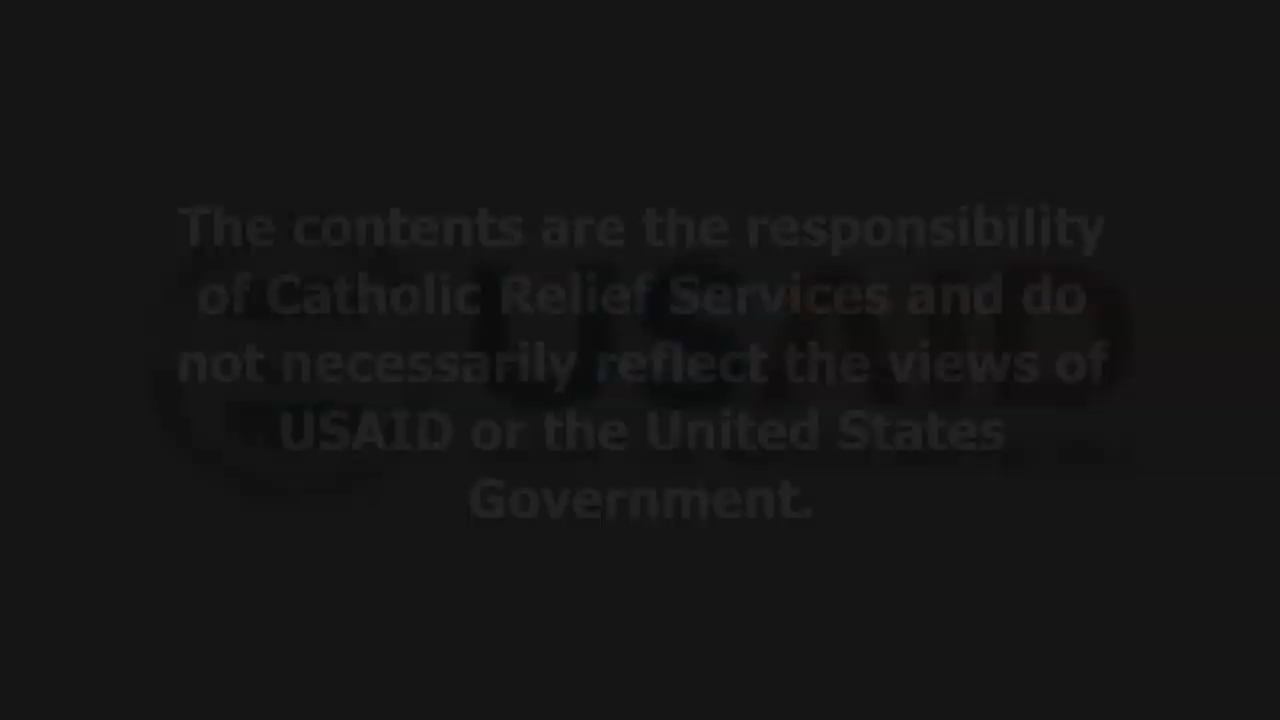 The contents are the responsibility
of Catholic Relief Services and do
not necessarily reflect the views of
USAID or the United States
Government.
USAID